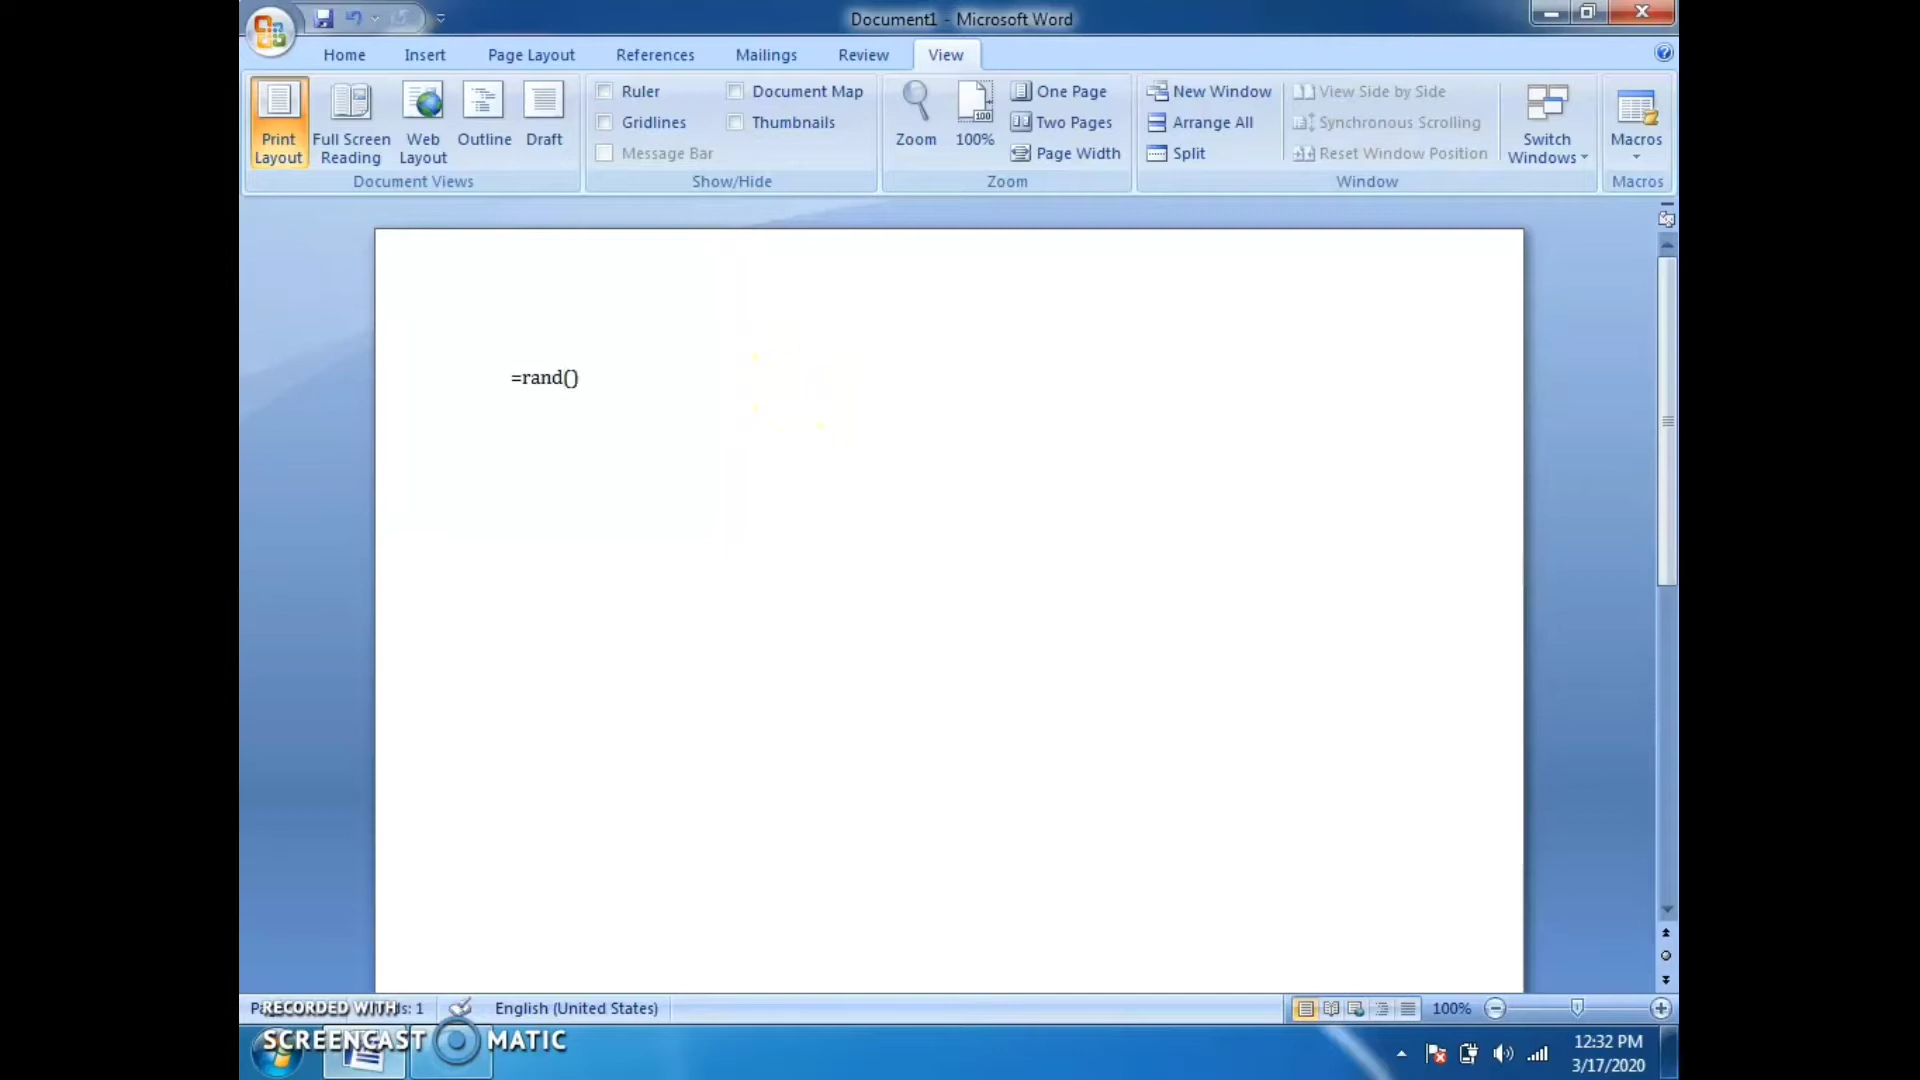 Document1 - Microsoft Word
Home Insert Page Layout References Mailings Review View
Print Layout
Full Screen Reading
Web Layout
Outline
Draft
Document Views
Ruler
Gridlines
Message Bar
Document Map
Thumbnails
Show/Hide
Zoom
100%
One Page
Two Pages
Page Width
Zoom
New Window
Arrange All
Split
View Side by Side
Synchronous Scrolling
Reset Window Position
Switch Windows
Window
Macros
Macros
=rand()
English (United States)
100%
RECORDED WITH
SCREENCAST MATIC
12:32 PM
3/17/2020